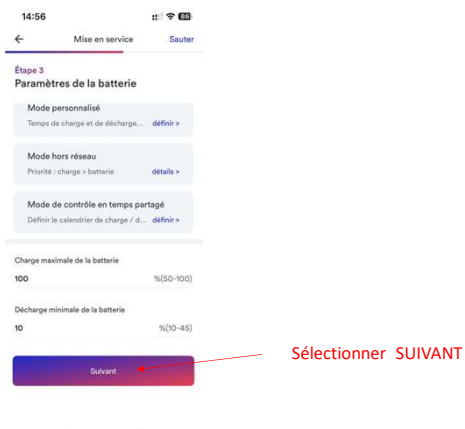 14:56
86
← Mise en service Sauter
Étape 3
Paramètres de la batterie
Mode personnalisé
Temps de charge et de décharge... définir >
Mode hors réseau
Priorité : charge > batterie détails >
Mode de contrôle en temps partagé
Définir le calendrier de charge / d... définir >
Charge maximale de la batterie
100 %(50-100)
Décharge minimale de la batterie
10 %(10-45)
Suivant
Sélectionner SUIVANT